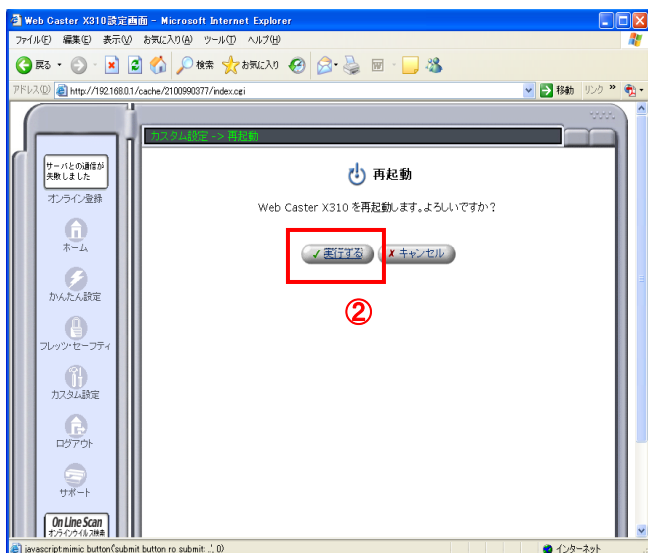 Web Caster X310設定画面 - Microsoft Internet Explorer
ファイル(F) 編集(E) 表示(V) お気に入り(A) ツール(T) ヘルプ(H)
戻る 検索 お気に入り
アドレス(D) http://192.168.0.1/cache/2100990377/index.cgi 移動 リンク »
カスタム設定 -> 再起動
サーバとの通信が
失敗しました
オンライン登録
ホーム
かんたん設定
フレッツ・セーフティ
カスタム設定
ログアウト
サポート
On Line Scan
オンラインウイルス検索
再起動
Web Caster X310 を再起動します。よろしいですか?
✓ 実行する
✗ キャンセル
②
javascript:mimic_button('submit_button_ro_submit: ..', 0) インターネット